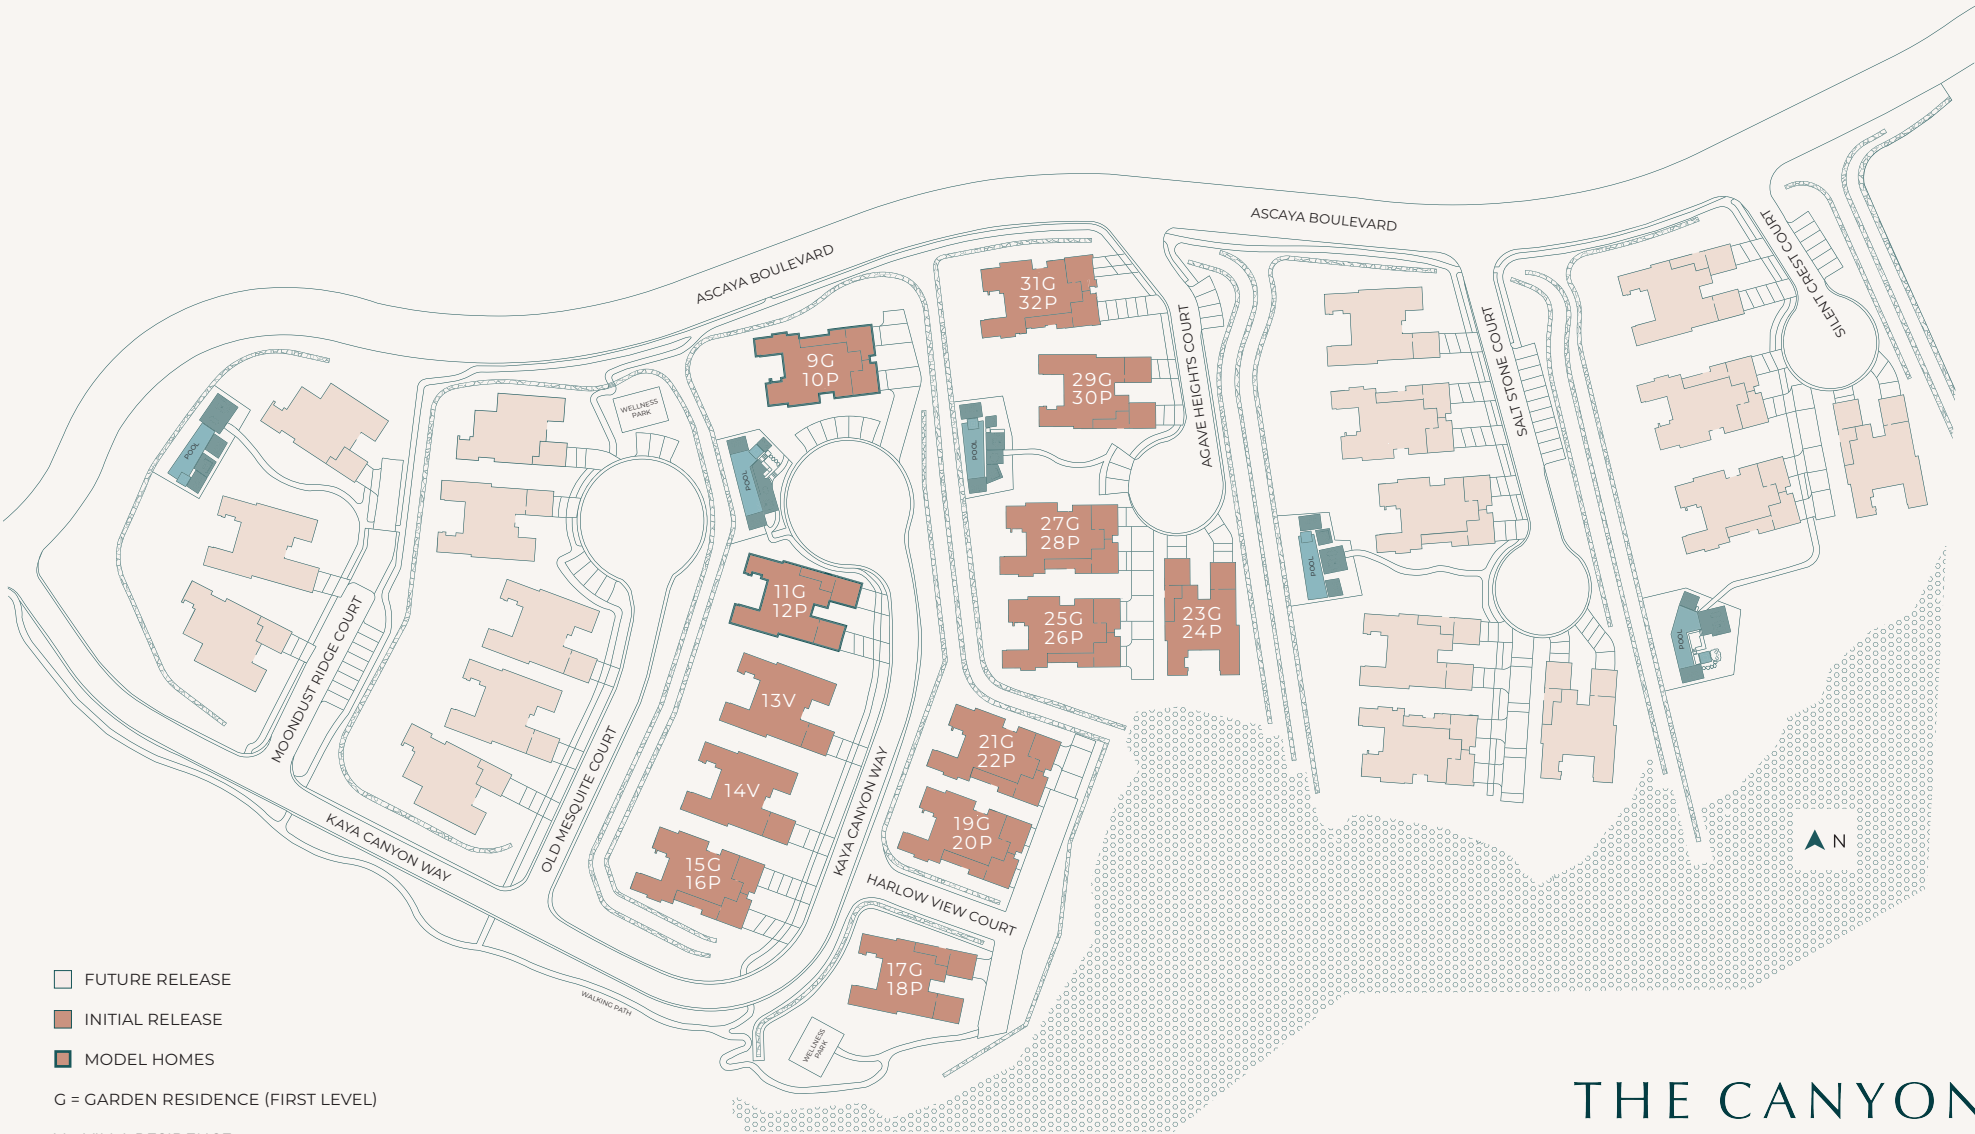 ASCAYA BOULEVARD
ASCAYA BOULEVARD
SILENT CREST COURT
31G
32P
9G
10P
29G
30P
AGAVE HEIGHTS COURT
SALT STONE COURT
WELLNESS
PARK
POOL
POOL
POOL
27G
28P
POOL
11G
12P
25G
26P
23G
24P
POOL
MOONDUST RIDGE COURT
13V
21G
22P
14V
OLD MESQUITE COURT
KAYA CANYON WAY
19G
20P
KAYA CANYON WAY
15G
16P
N
HARLOW VIEW COURT
17G
18P
WALKING PATH
WELLNESS
PARK
FUTURE RELEASE
INITIAL RELEASE
MODEL HOMES
G = GARDEN RESIDENCE (FIRST LEVEL)
THE CANYON